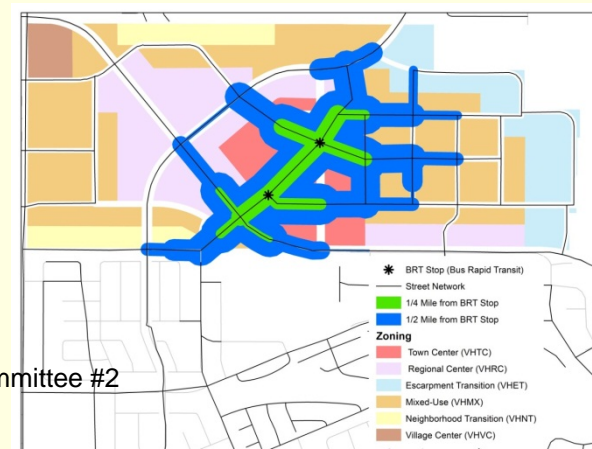 BRT Stop (Bus Rapid Transit)
Street Network
1/4 Mile from BRT Stop
1/2 Mile from BRT Stop
Zoning
Town Center (VHTC)
Regional Center (VHRC)
Escarpment Transition (VHET)
mmittee #2
Mixed-Use (VHMX)
Neighborhood Transition (VHNT)
Village Center (VHVC)